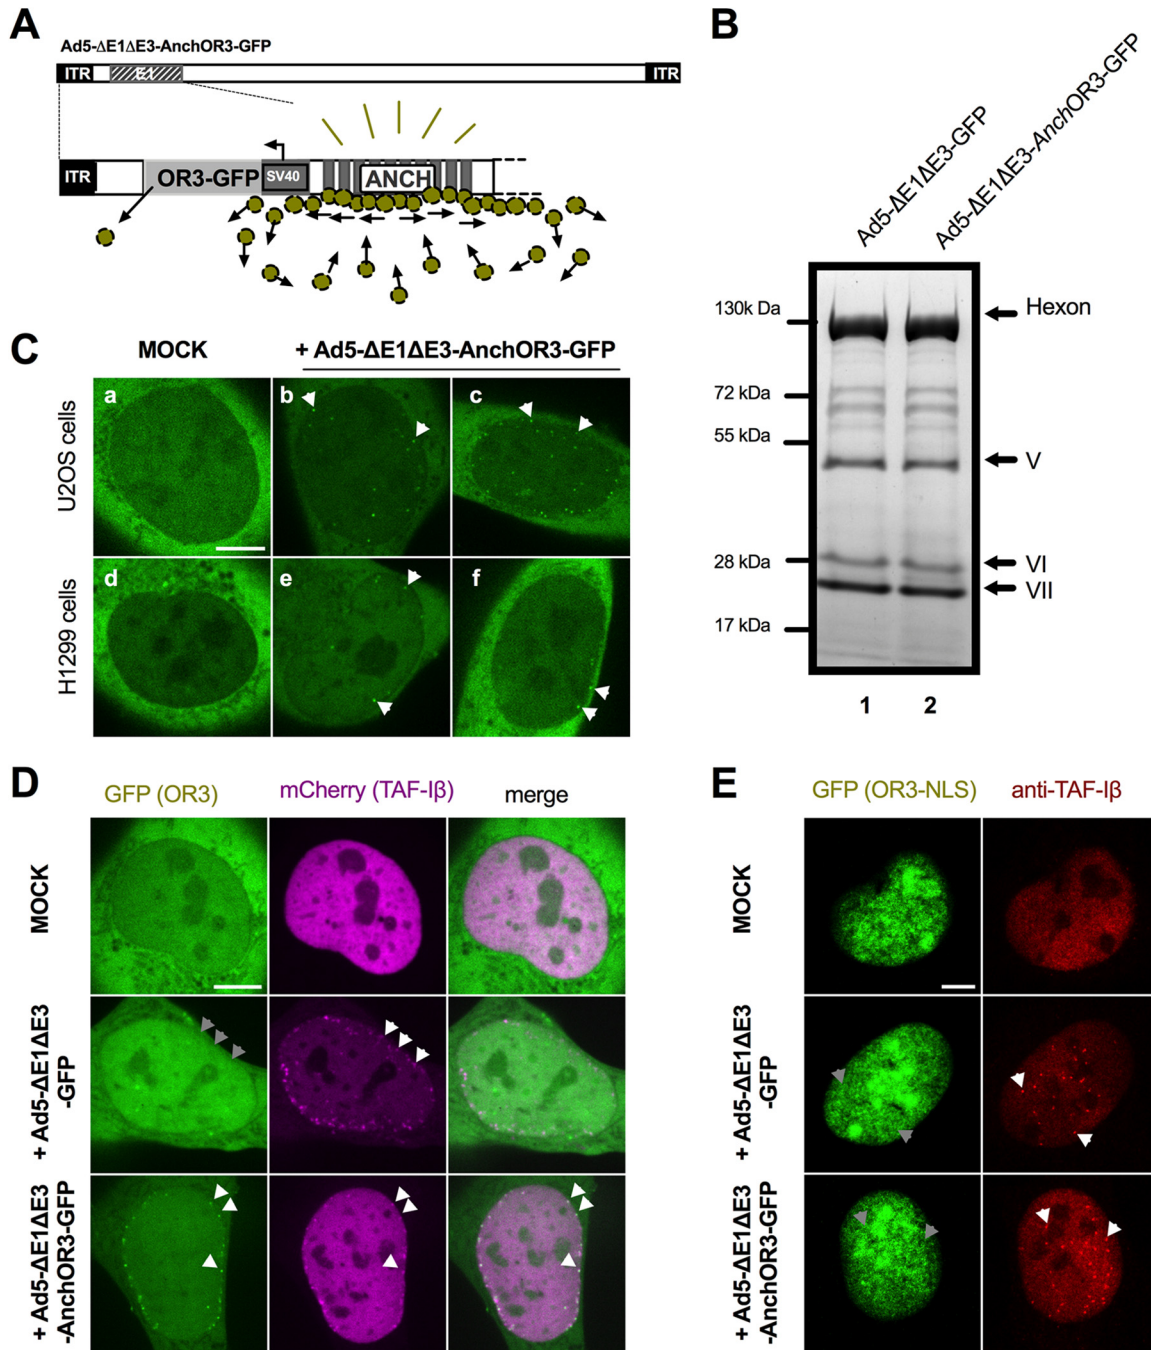 A
Ad5-ΔE1ΔE3-AnchOR3-GFP
ITR
E1
ITR
ITR
OR3-GFP
SV40
ANCH
B
Ad5-ΔE1ΔE3-GFP
Ad5-ΔE1ΔE3-AnchOR3-GFP
130k Da
72 kDa
55 kDa
28 kDa
17 kDa
Hexon
V
VI
VII
1 2
C
MOCK
+ Ad5-ΔE1ΔE3-AnchOR3-GFP
U2OS cells
a b c
H1299 cells
d e f
D
GFP (OR3) mCherry (TAF-Iβ) merge
MOCK
+ Ad5-ΔE1ΔE3
-GFP
+ Ad5-ΔE1ΔE3
-AnchOR3-GFP
E
GFP (OR3-NLS) anti-TAF-Iβ
MOCK
+ Ad5-ΔE1ΔE3
-GFP
+ Ad5-ΔE1ΔE3
-AnchOR3-GFP